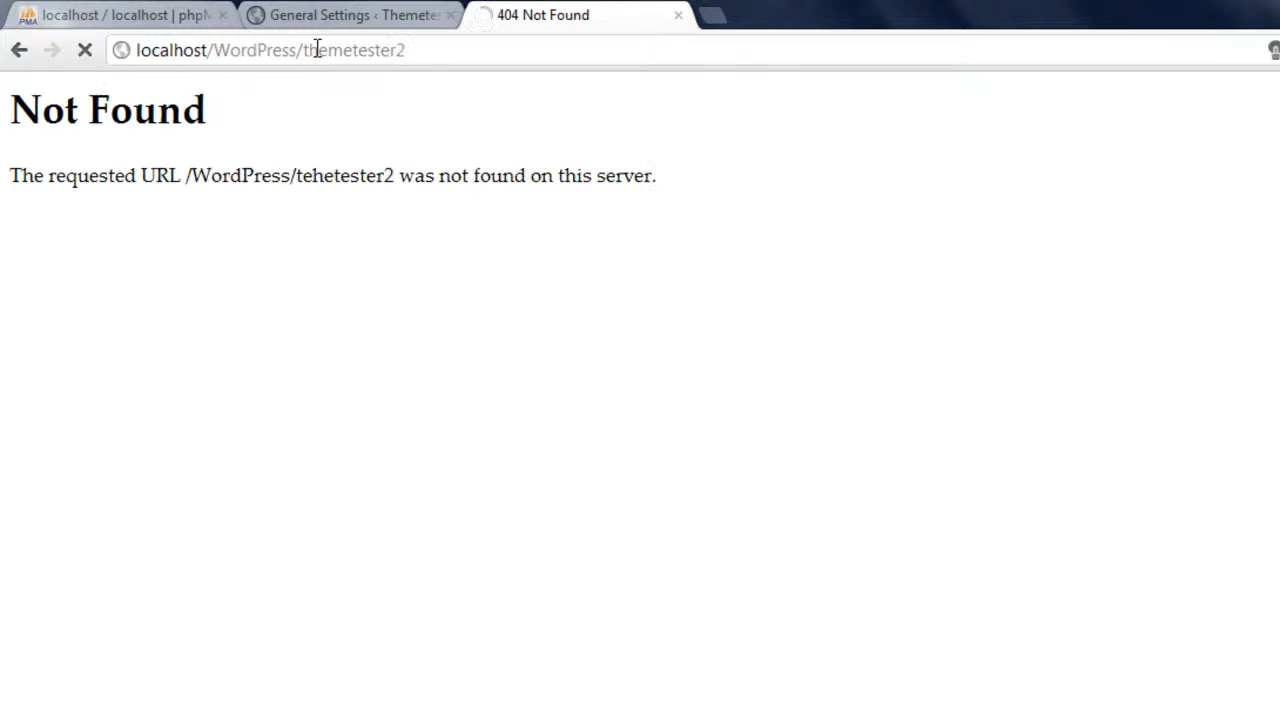 localhost / localhost | phpM
General Settings ‹ Themete
404 Not Found
localhost/WordPress/themetester2
Not Found
The requested URL /WordPress/tehetester2 was not found on this server.